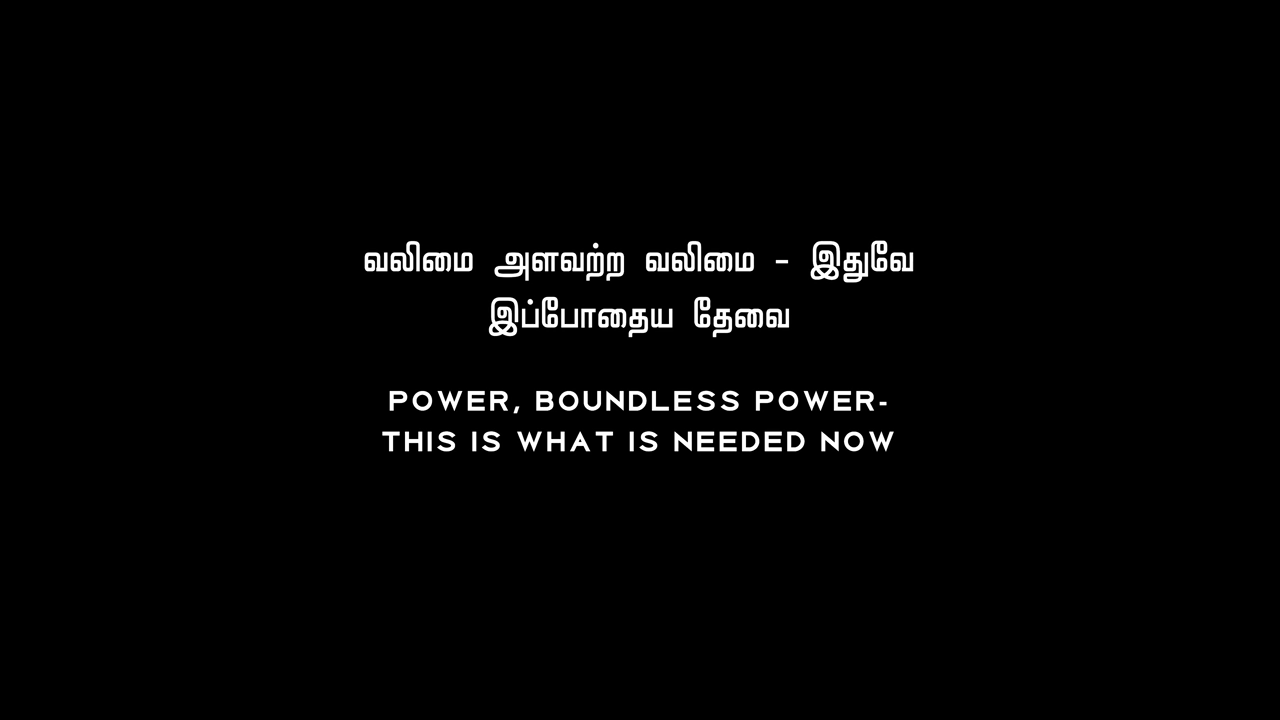 வலிமை அளவற்ற வலிமை - இதுவே
இப்போதைய தேவை
POWER, BOUNDLESS POWER-
THIS IS WHAT IS NEEDED NOW